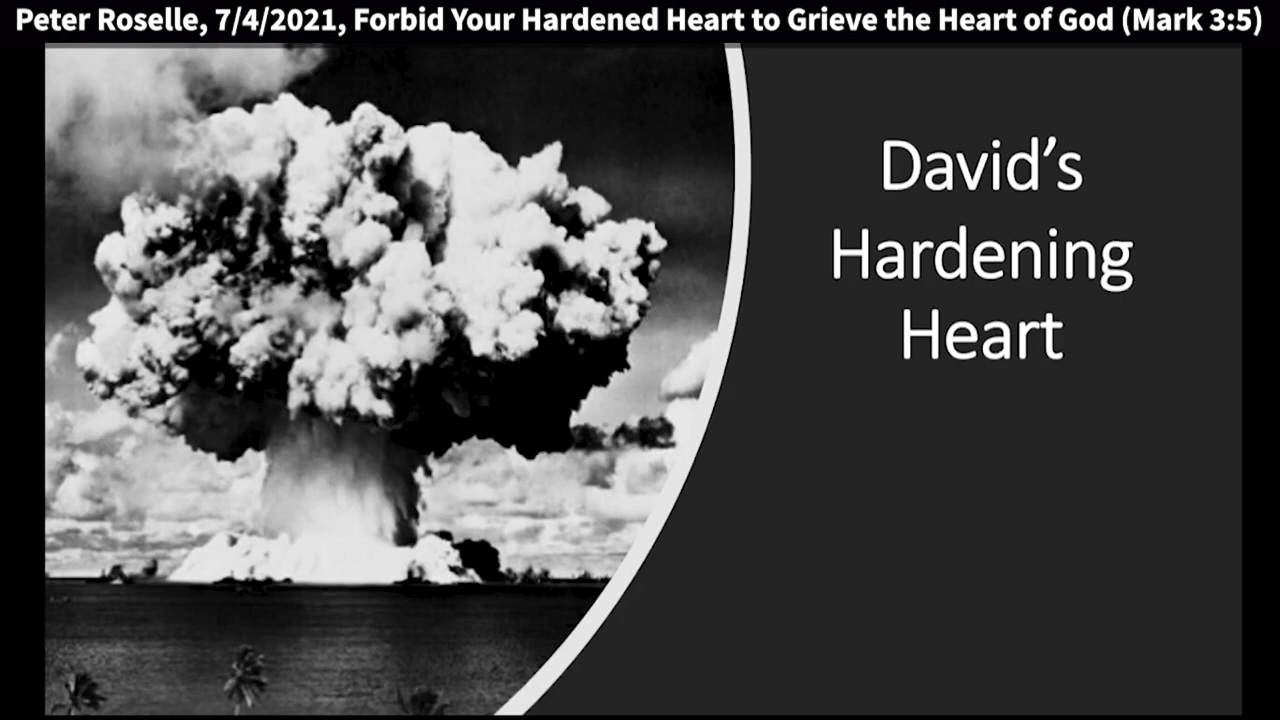 Peter Roselle, 7/4/2021, Forbid Your Hardened Heart to Grieve the Heart of God (Mark 3:5)
David’s
Hardening
Heart